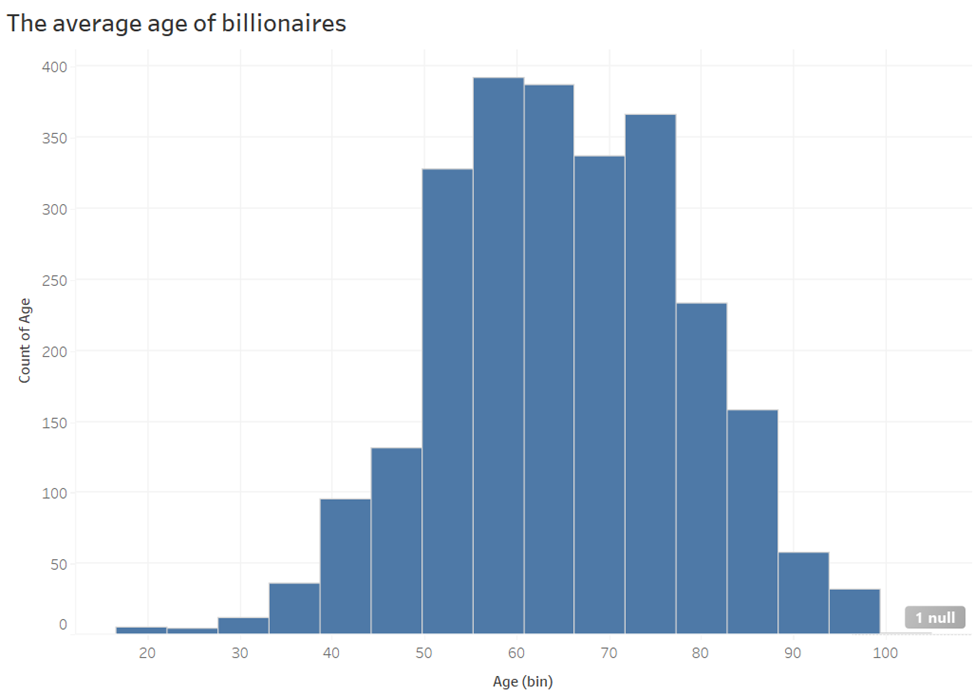 The average age of billionaires
400
350
300
250
200
150
100
50
0
Count of Age
1 null
20 30 40 50 60 70 80 90 100
Age (bin)